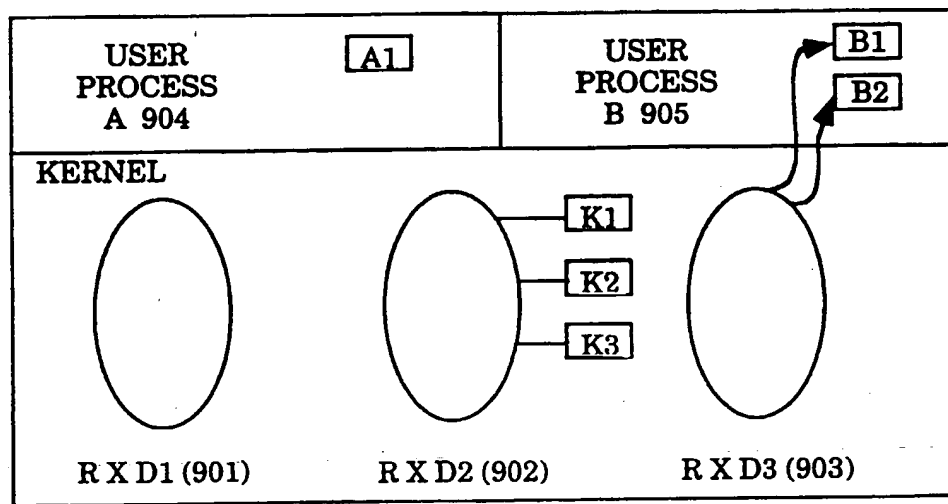 USER
PROCESS
A 904
A1
USER
PROCESS
B 905
B1
B2
KERNEL
K1
K2
K3
R X D1 (901)
R X D2 (902)
R X D3 (903)